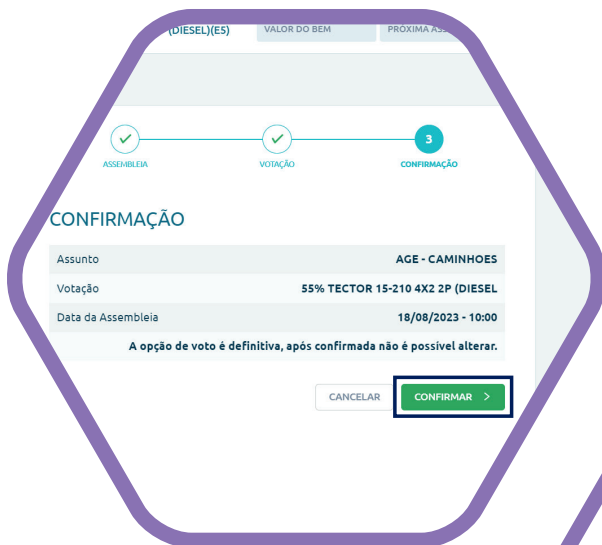 (DIESEL)(E5) VALOR DO BEM PRÓXIMA
3
ASSEMBLEIA VOTAÇÃO CONFIRMAÇÃO
CONFIRMAÇÃO
Assunto AGE - CAMINHOES
Votação 55% TECTOR 15-210 4X2 2P (DIESEL
Data da Assembleia 18/08/2023 - 10:00
A opção de voto é definitiva, após confirmada não é possível alterar.
CANCELAR CONFIRMAR >